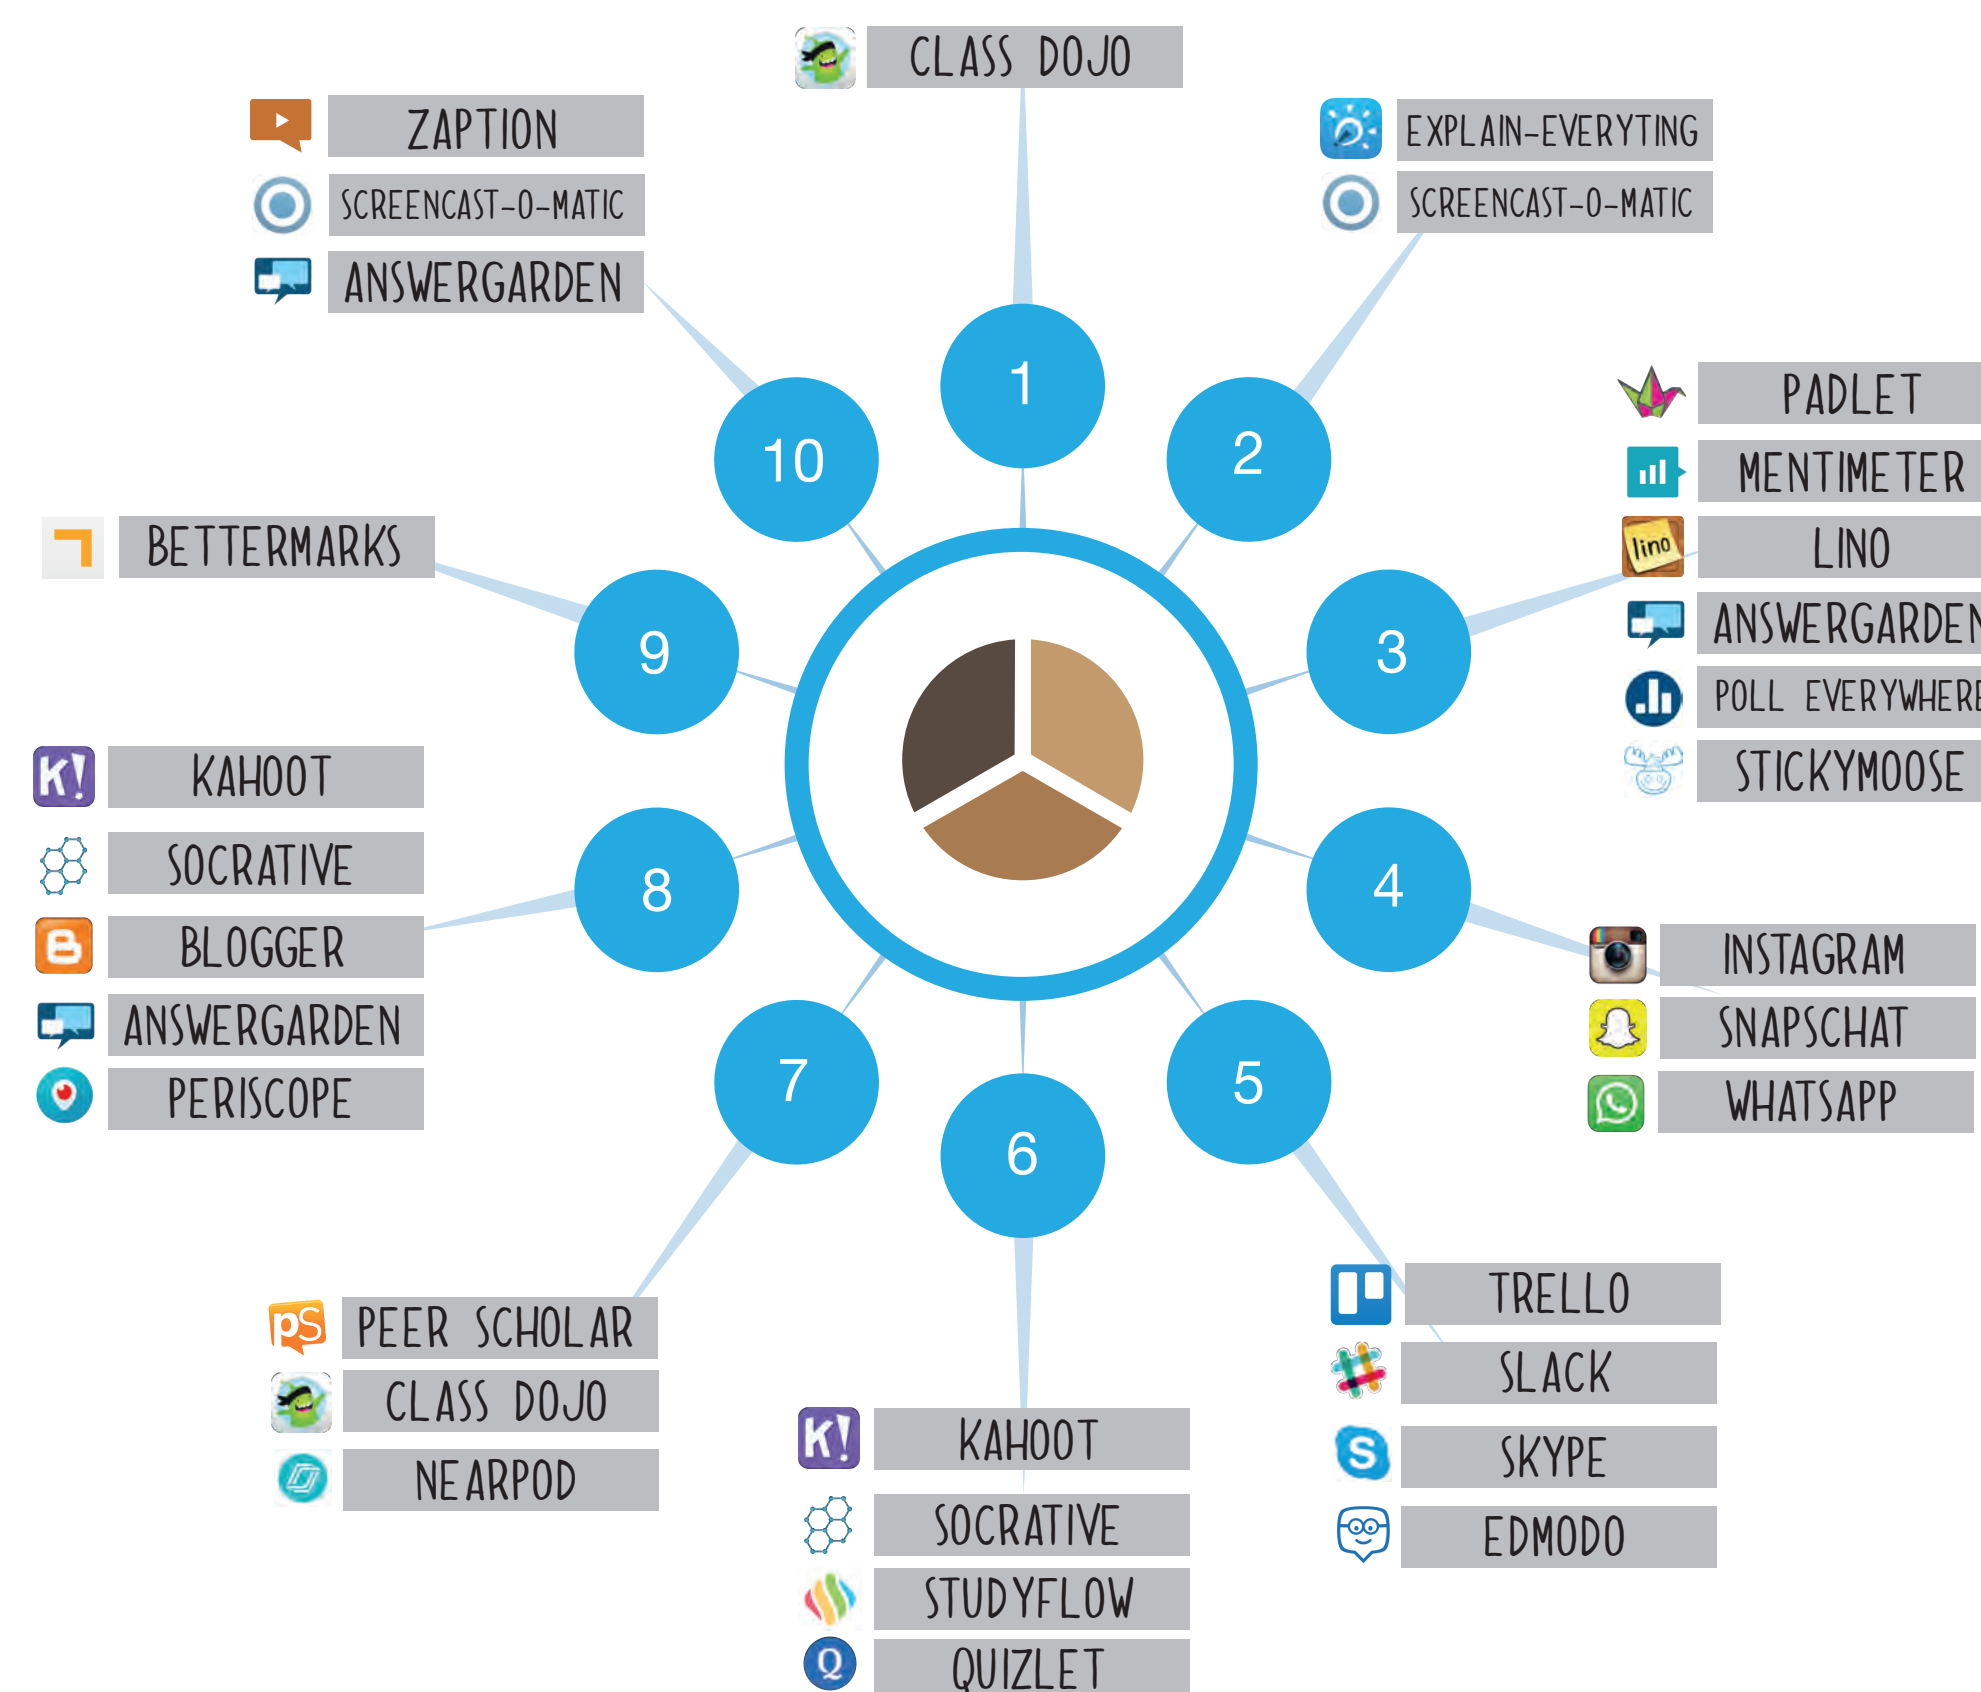 CLASS DOJO
ZAPTION
SCREENCAST-O-MATIC
ANSWERGARDEN
EXPLAIN-EVERYTING
SCREENCAST-O-MATIC
PADLET
MENTIMETER
lino
LINO
ANSWERGARDEN
POLL EVERYWHERE
STICKYMOOSE
1
2
3
4
5
6
7
8
9
10
BETTERMARKS
K!
KAHOOT
SOCRATIVE
B
BLOGGER
ANSWERGARDEN
PERISCOPE
INSTAGRAM
SNAPSCHAT
WHATSAPP
pS
PEER SCHOLAR
CLASS DOJO
NEARPOD
K!
KAHOOT
SOCRATIVE
STUDYFLOW
Q
QUIZLET
TRELLO
SLACK
S
SKYPE
EDMODO